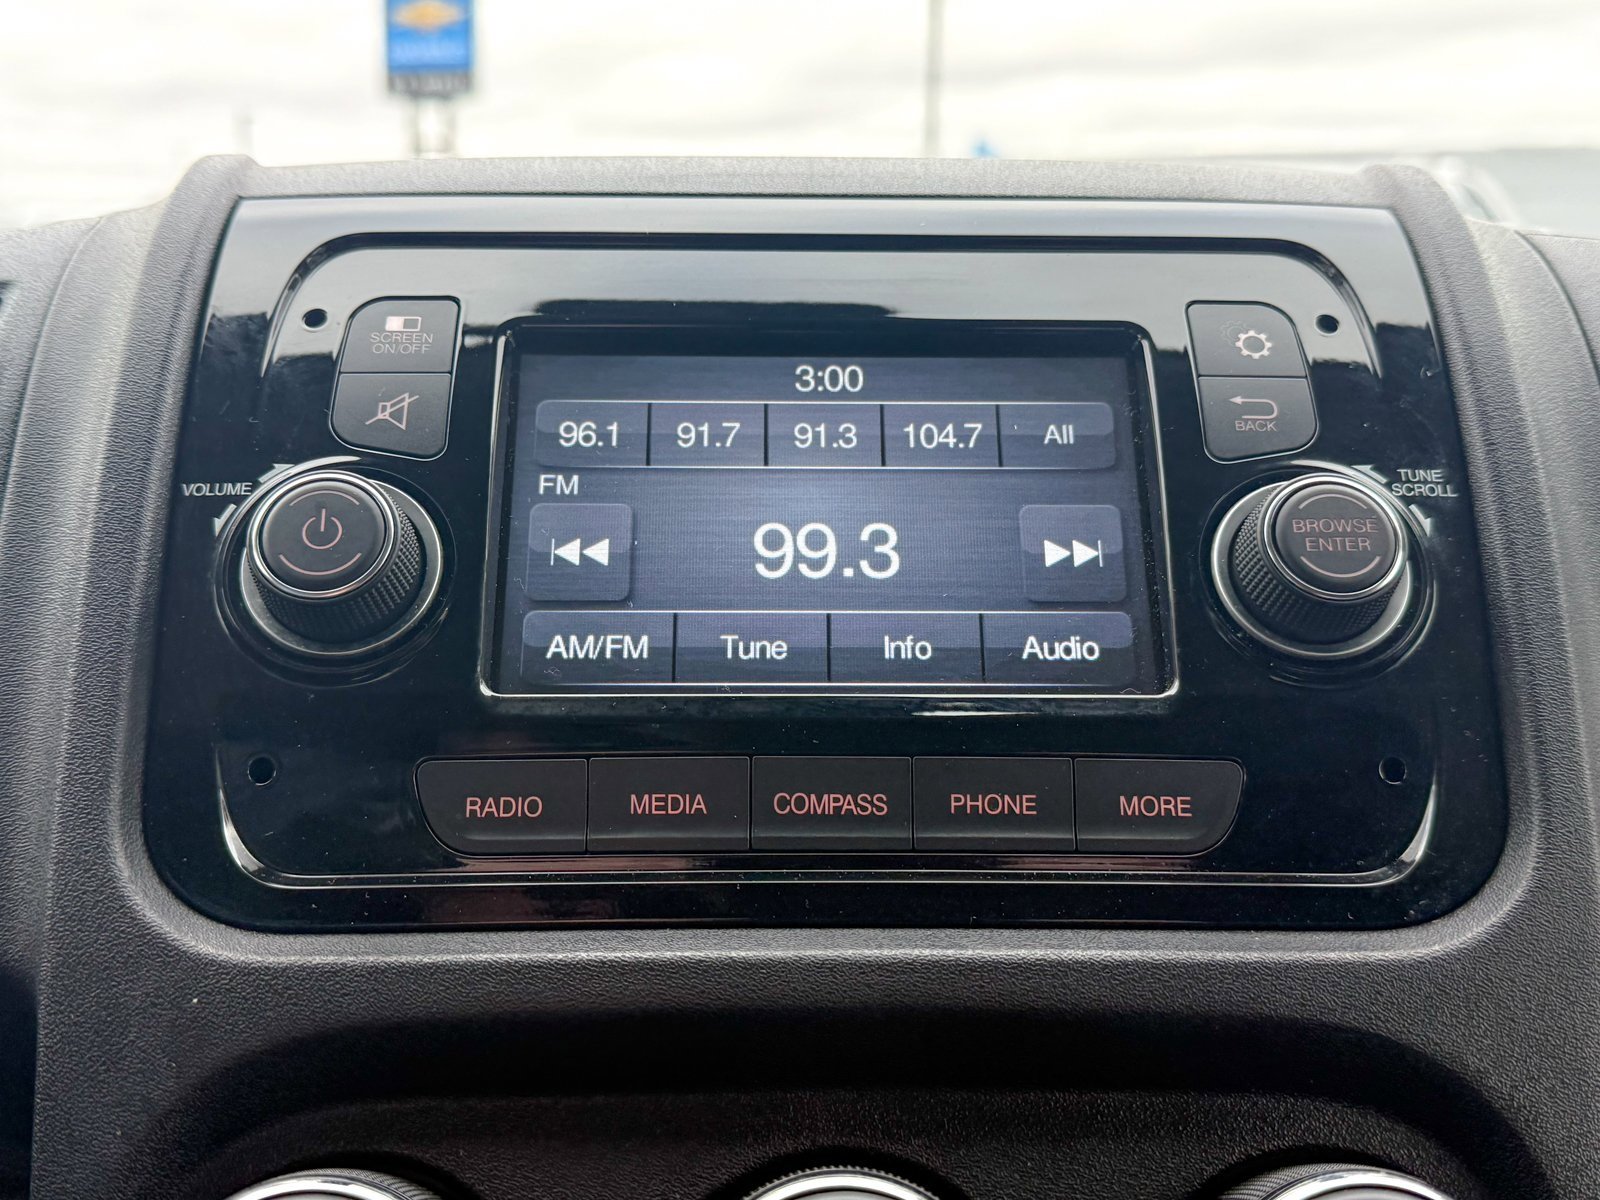 SCREEN
ON/OFF
VOLUME
3:00
96.1 91.7 91.3 104.7 All
FM
99.3
AM/FM Tune Info Audio
BACK
TUNE
SCROLL
BROWSE
ENTER
RADIO MEDIA COMPASS PHONE MORE